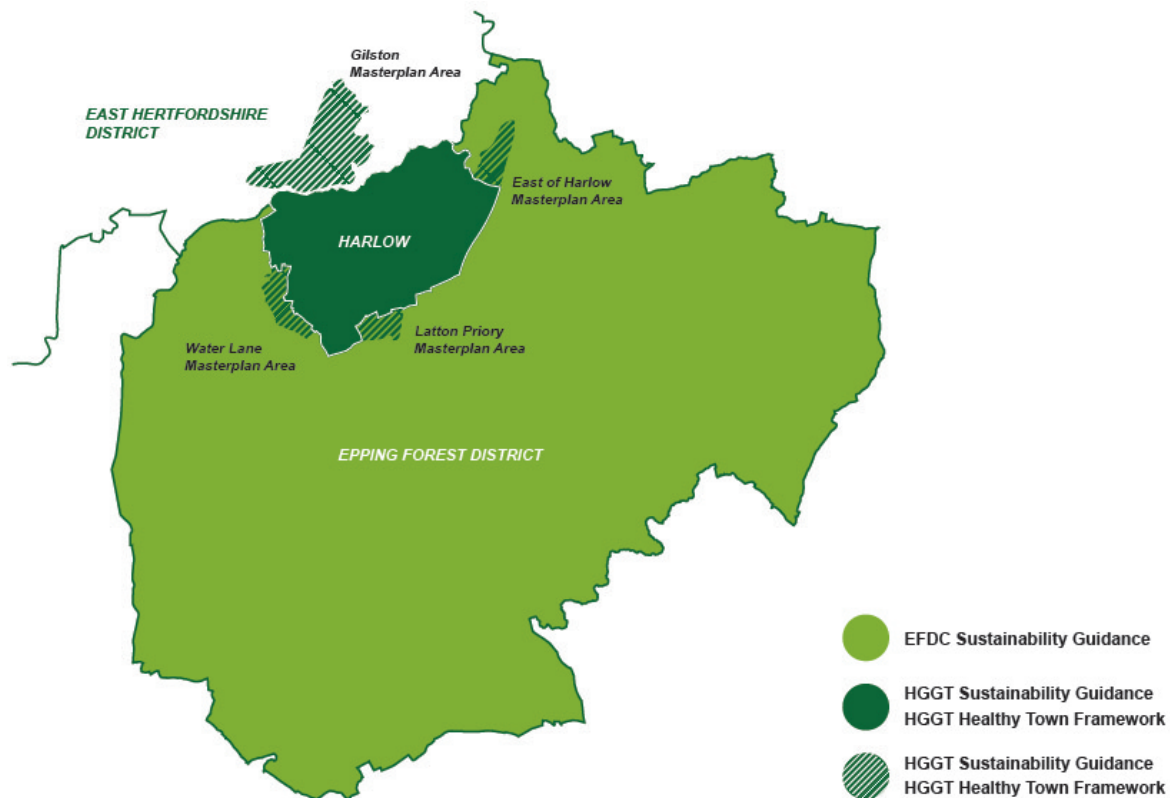 Gilston
Masterplan Area
EAST HERTFORDSHIRE
DISTRICT
East of Harlow
Masterplan Area
HARLOW
Latton Priory
Masterplan Area
Water Lane
Masterplan Area
EPPING FOREST DISTRICT
EFDC Sustainability Guidance
HGGT Sustainability Guidance
HGGT Healthy Town Framework
HGGT Sustainability Guidance
HGGT Healthy Town Framework